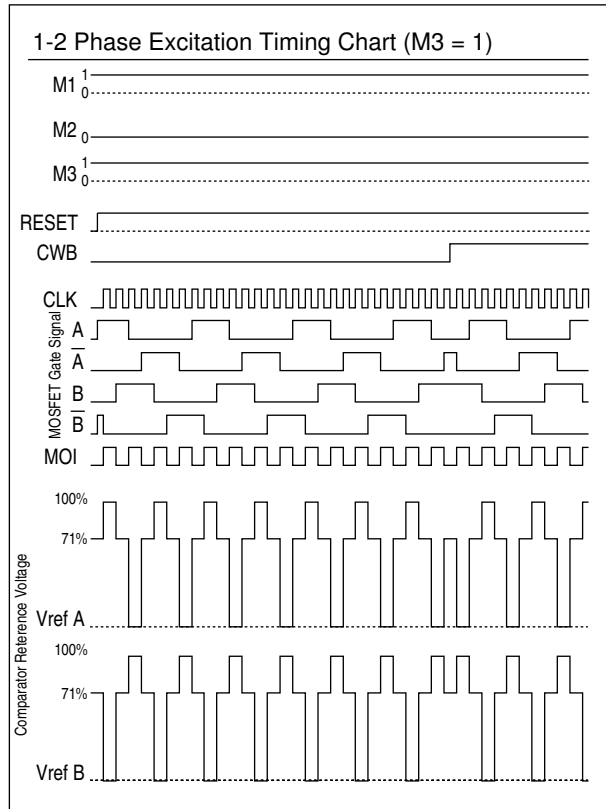 1-2 Phase Excitation Timing Chart (M3 = 1)
M1 1
0
M2 0
M3 1
0
RESET
CWB
CLK
MOSFET Gate Signal
A
A̅
B
B̅
MOI
Comparator Reterence Voltage
100%
71%
Vref A
100%
71%
Vref B